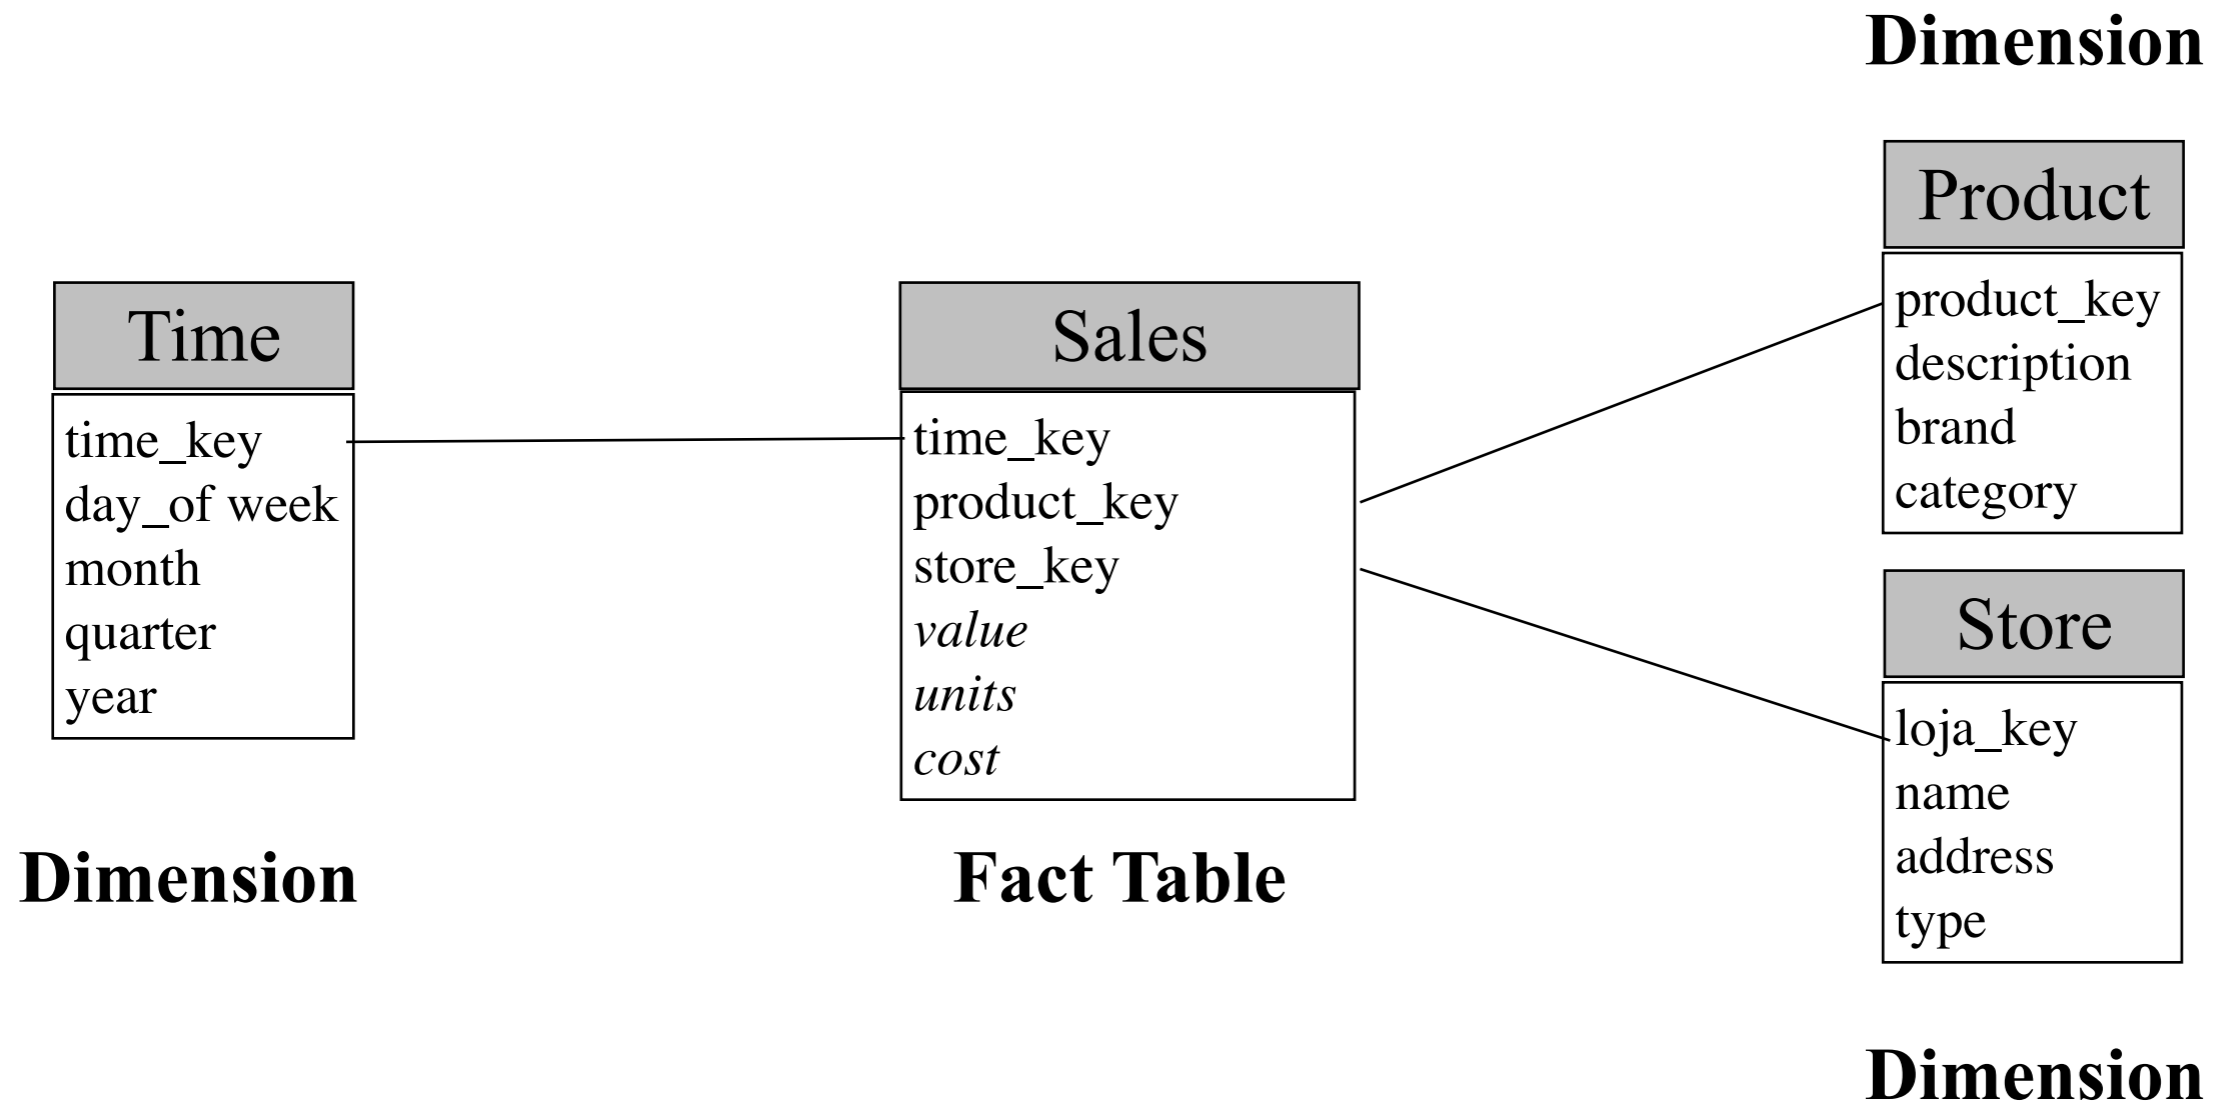 Dimension
Product
product_key
description
brand
category
Time
time_key
day_of week
month
quarter
year
Dimension
Sales
time_key
product_key
store_key
value
units
cost
Fact Table
Store
loja_key
name
address
type
Dimension